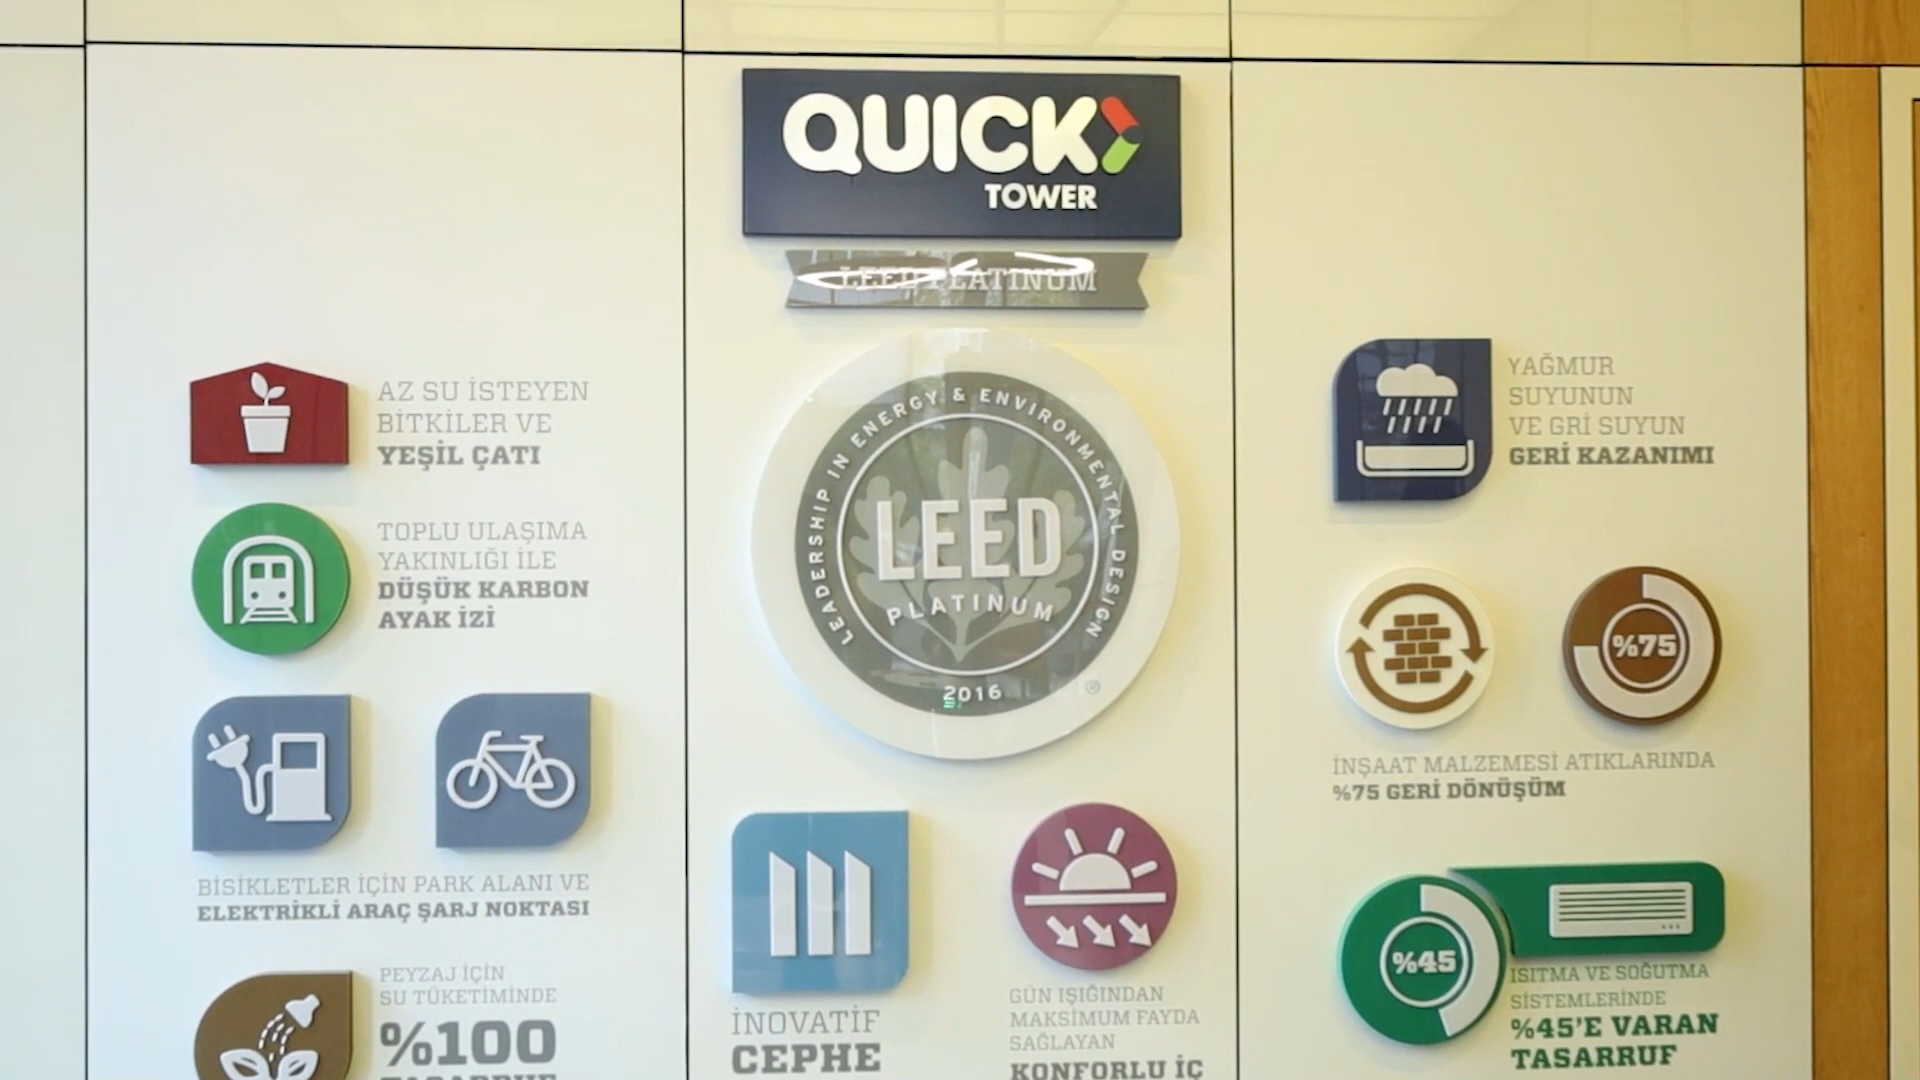 QUICK
TOWER
LEED PLATINUM
LEADERSHIP IN ENERGY & ENVIRONMENTAL DESIGN
LEED
PLATINUM
2016
®
AZ SU İSTEYEN
BİTKİLER VE
YEŞİL ÇATI
TOPLU ULAŞIMA
YAKINLIĞI İLE
DÜŞÜK KARBON
AYAK İZİ
BİSİKLETLER İÇİN PARK ALANI VE
ELEKTRİKLİ ARAÇ ŞARJ NOKTASI
PEYZAJ İÇİN
SU TÜKETİMİNDE
%100
TASARRUF
İNOVATİF
CEPHE
GÜN IŞIĞINDAN
MAKSİMUM FAYDA
SAĞLAYAN
KONFORLU İÇ
YAĞMUR
SUYUNUN
VE GRİ SUYUN
GERİ KAZANIMI
%75
İNŞAAT MALZEMESİ ATIKLARINDA
%75 GERİ DÖNÜŞÜM
%45
ISITMA VE SOĞUTMA
SİSTEMLERİNDE
%45'E VARAN
TASARRUF